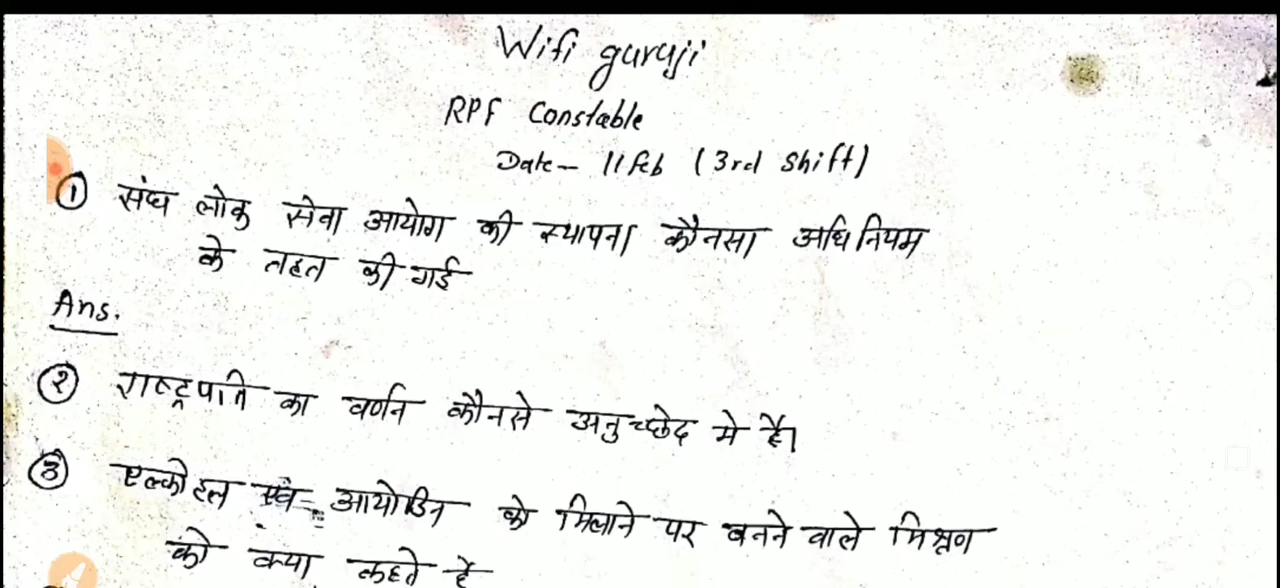 Wifi guruji
RPF Constable
Date- 11 Feb (3rd Shift)
① संघ लोक सेवा आयोग की स्थापना कौनसा अधिनियम
के तहत की गई
Ans.
② राष्ट्रपति का वर्णन कौनसे अनुच्छेद मे है।
③ एल्कोहल एवं आयोडिन को मिलाने पर बनने वाले मिश्रण
को क्या कहते है